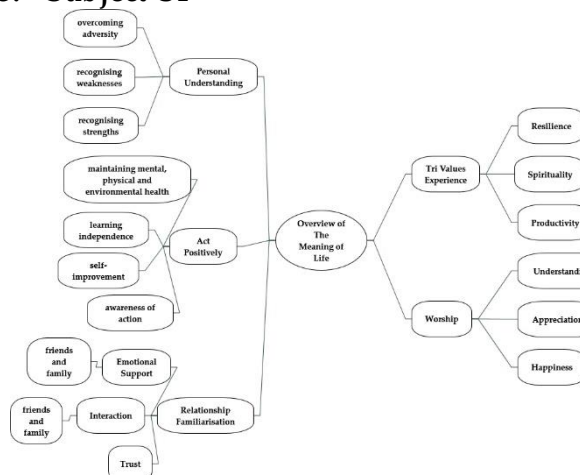 overcoming
adversity
recognising
weaknesses
recognising
strengths
Personal
Understanding
maintaining mental,
physical and
environmental health
learning
independence
self-
improvement
awareness of
action
Act
Positively
friends
and
family
Emotional
Support
friends
and
family
Interaction
Trust
Relationship
Familiarisation
Overview of
The
Meaning of
Life
Tri Values
Experience
Resilience
Spirituality
Productivity
Worship
Understandi
Appreciation
Happiness